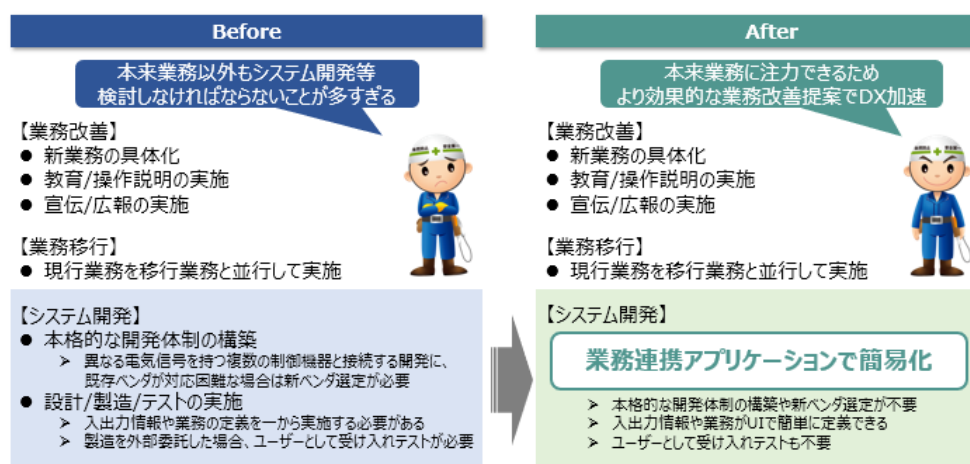 Before
本来業務以外もシステム開発等
検討しなければならないことが多すぎる
【業務改善】
● 新業務の具体化
● 教育/操作説明の実施
● 宣伝/広報の実施
【業務移行】
● 現行業務を移行業務と並行して実施
【システム開発】
● 本格的な開発体制の構築
➢ 異なる電気信号を持つ複数の制御機器と接続する開発に、
既存ベンダが対応困難な場合は新ベンダ選定が必要
● 設計/製造/テストの実施
➢ 入出力情報や業務の定義を一から実施する必要がある
➢ 製造を外部委託した場合、ユーザーとして受け入れテストが必要
After
本来業務に注力できるため
より効果的な業務改善提案でDX加速
【業務改善】
● 新業務の具体化
● 教育/操作説明の実施
● 宣伝/広報の実施
【業務移行】
● 現行業務を移行業務と並行して実施
【システム開発】
業務連携アプリケーションで簡易化
➢ 本格的な開発体制の構築や新ベンダ選定が不要
➢ 入出力情報や業務がUIで簡単に定義できる
➢ ユーザーとして受け入れテストも不要